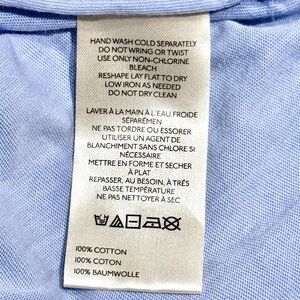 HAND WASH COLD SEPARATELY
DO NOT WRING OR TWIST
USE ONLY NON-CHLORINE
BLEACH
RESHAPE LAY FLAT TO DRY
LOW IRON AS NEEDED
DO NOT DRY CLEAN
LAVER À LA MAIN À L'EAU FROIDE
SÉPARÉMEN
NE PAS TORDRE OU ESSORER
UTILISER UN AGENT DE
BLANCHIMENT SANS CHLORE SI
NÉCESSAIRE
METTRE EN FORME ET SÉCHER
À PLAT
REPASSER, AU BESOIN, À TRÈS
BASSE TEMPÉRATURE
NE PAS NETTOYER À SEC
100% COTTON
100% COTON
100% BAUMWOLLE